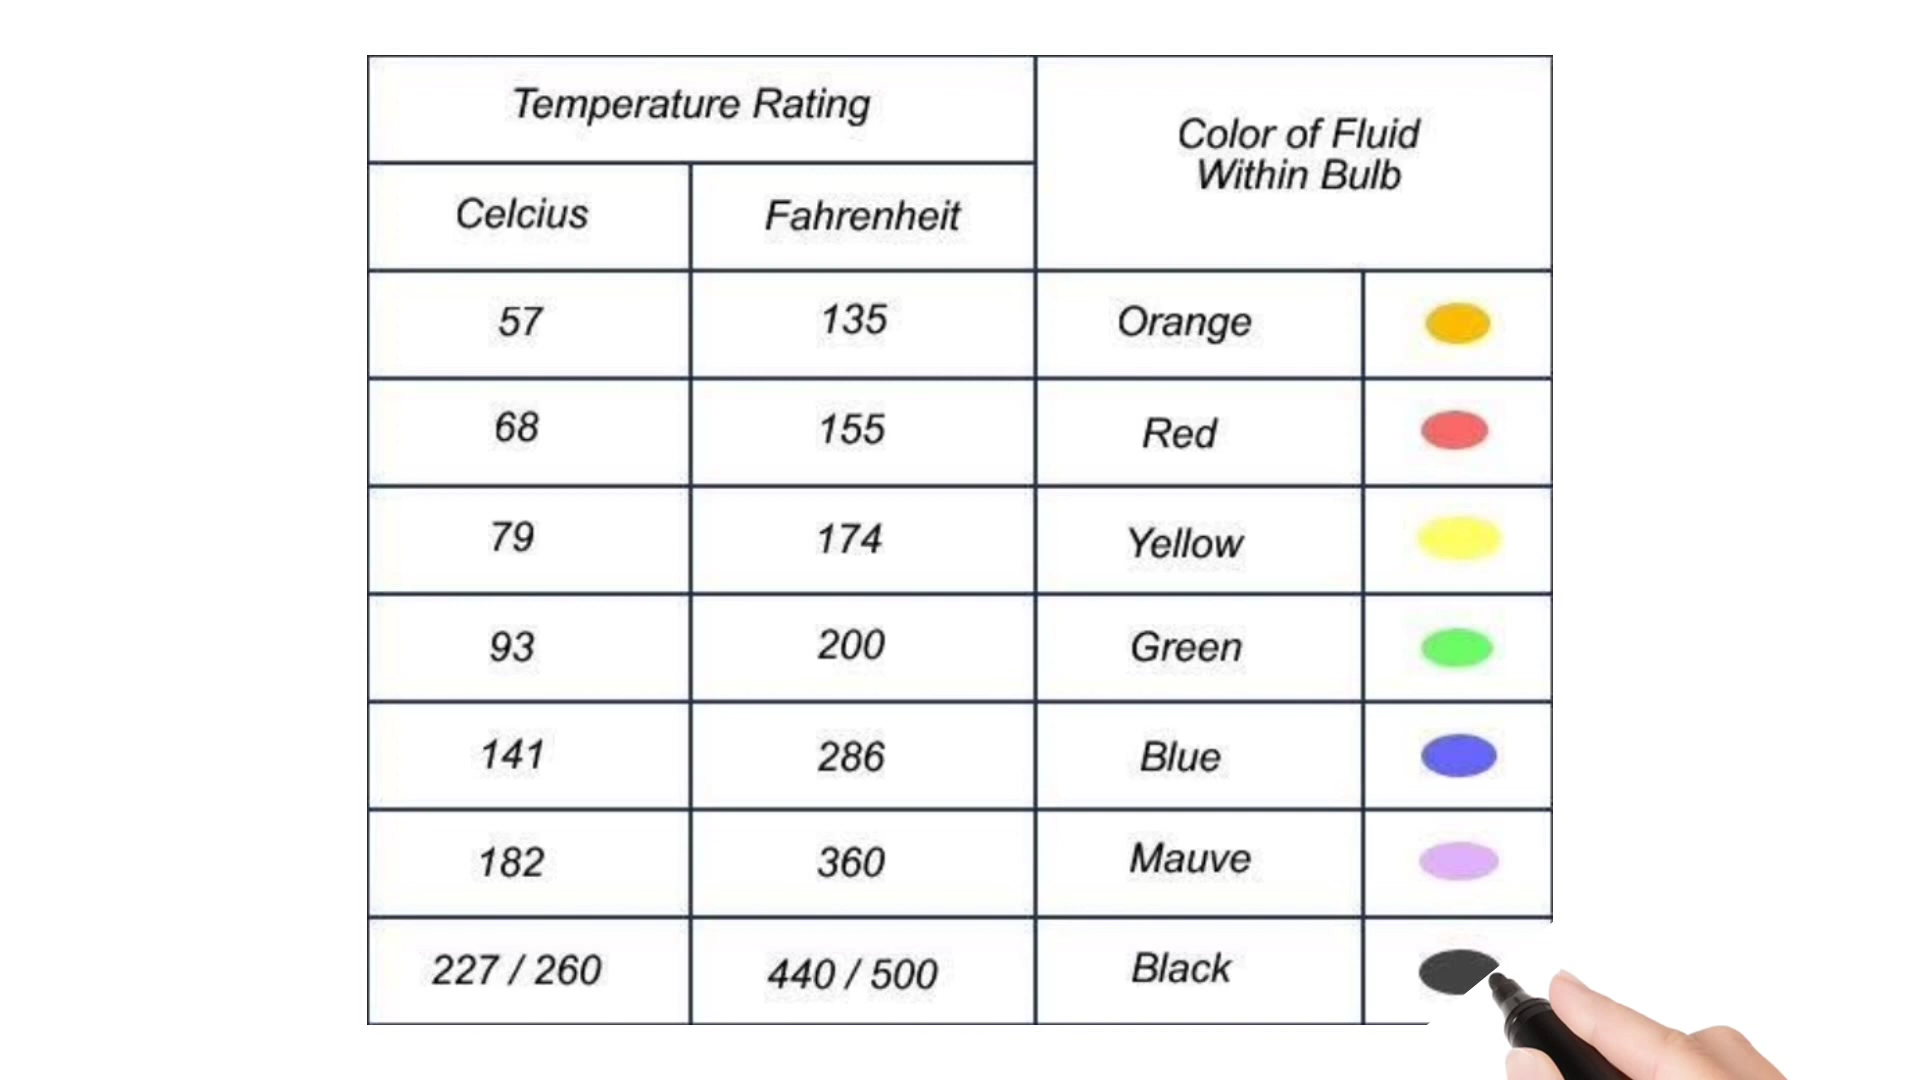 Temperature Rating
Color of Fluid
Within Bulb
Celcius Fahrenheit
57 135 Orange
68 155 Red
79 174 Yellow
93 200 Green
141 286 Blue
182 360 Mauve
227 / 260 440 / 500 Black